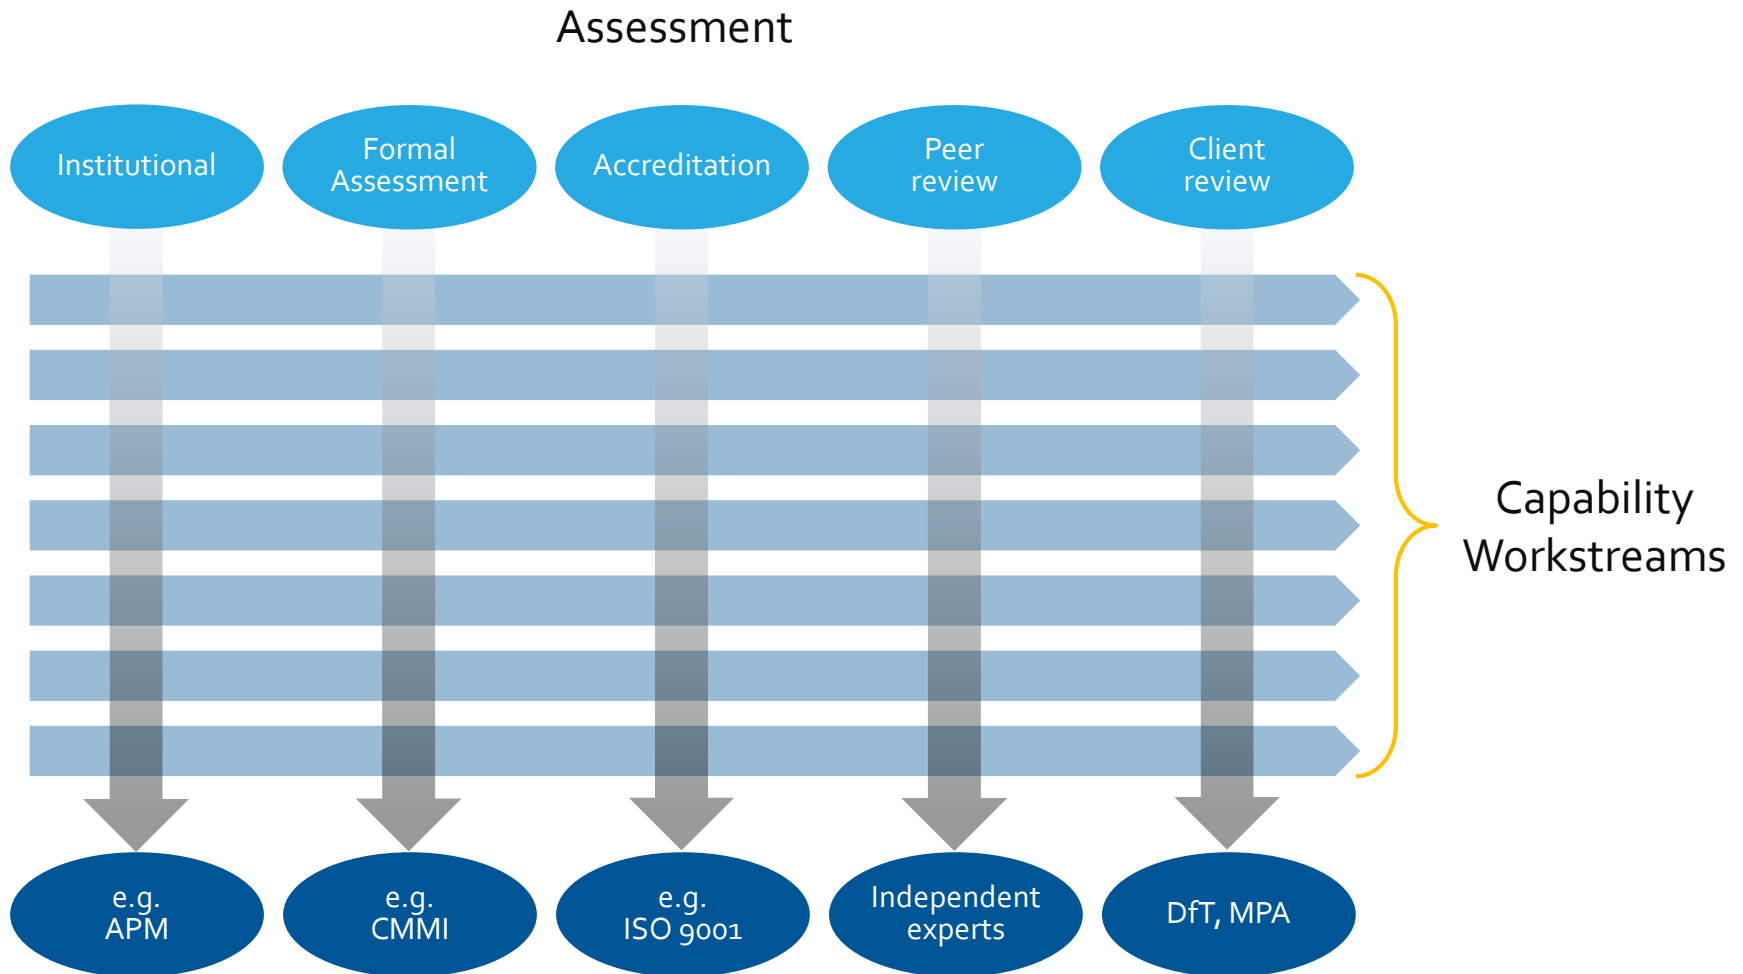 Assessment
Institutional
Formal
Assessment
Accreditation
Peer
review
Client
review
Capability
Workstreams
e.g.
APM
e.g.
CMMI
e.g.
ISO 9001
Independent
experts
DfT, MPA